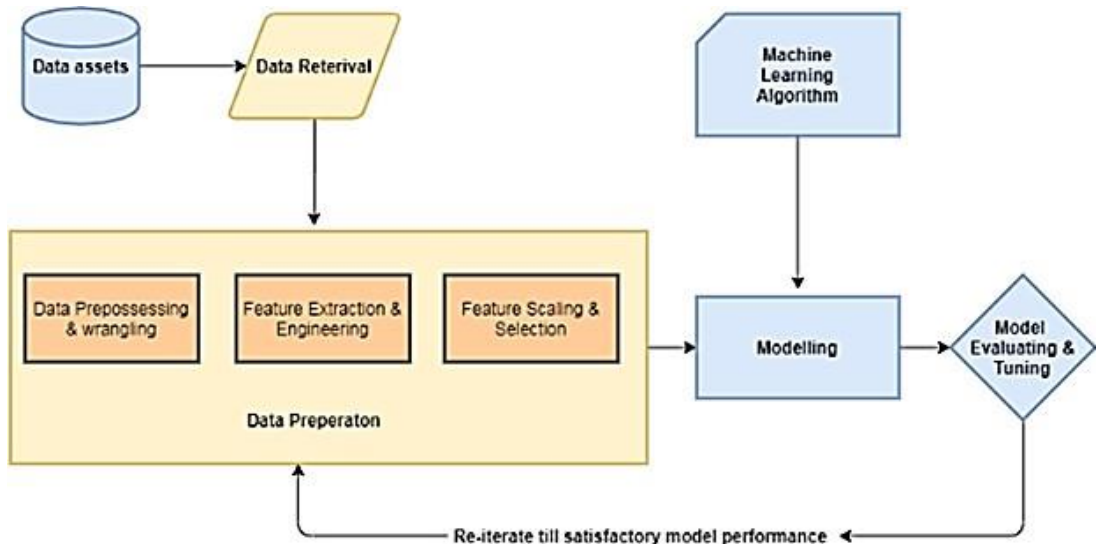 Data assets
Data Reterival
Machine
Learning
Algorithm
Data Prepossessing
& wrangling
Feature Extraction &
Engineering
Feature Scaling &
Selection
Data Preperaton
Modelling
Model
Evaluating &
Tuning
Re-iterate till satisfactory model performance